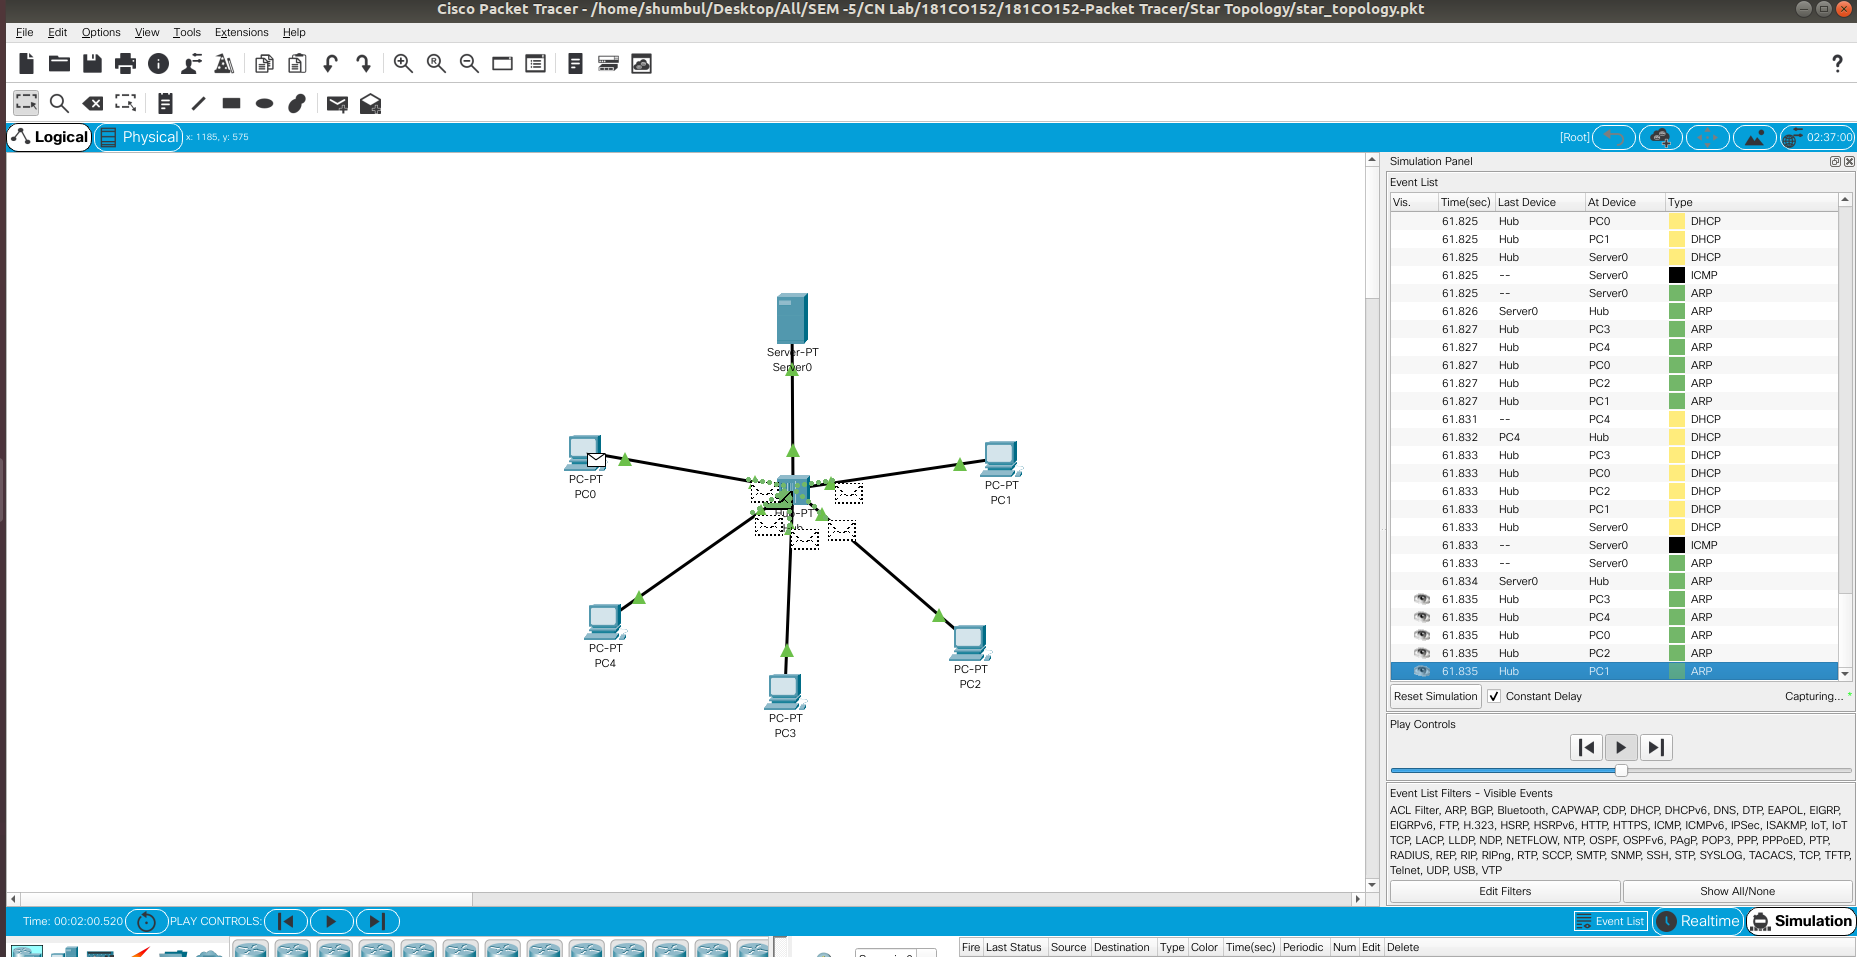 Cisco Packet Tracer - /home/shumbul/Desktop/All/SEM -5/CN Lab/181CO152/181CO152-Packet Tracer/Star Topology/star_topology.pkt
File Edit Options View Tools Extensions Help
Logical Physical x: 1185, y: 575 [Root] 02:37:00
Simulation Panel
Event List
Vis. Time(sec) Last Device At Device Type
61.825 Hub PC0 DHCP
61.825 Hub PC1 DHCP
61.825 Hub Server0 DHCP
61.825 -- Server0 ICMP
61.825 -- Server0 ARP
61.826 Server0 Hub ARP
61.827 Hub PC3 ARP
61.827 Hub PC4 ARP
61.827 Hub PC0 ARP
61.827 Hub PC2 ARP
61.827 Hub PC1 ARP
61.831 -- PC4 DHCP
61.832 PC4 Hub DHCP
61.833 Hub PC3 DHCP
61.833 Hub PC0 DHCP
61.833 Hub PC2 DHCP
61.833 Hub PC1 DHCP
61.833 Hub Server0 DHCP
61.833 -- Server0 ICMP
61.833 -- Server0 ARP
61.834 Server0 Hub ARP
61.835 Hub PC3 ARP
61.835 Hub PC4 ARP
61.835 Hub PC0 ARP
61.835 Hub PC2 ARP
61.835 Hub PC1 ARP
Reset Simulation Constant Delay Capturing...
Play Controls
Event List Filters - Visible Events
ACL Filter, ARP, BGP, Bluetooth, CAPWAP, CDP, DHCP, DHCPv6, DNS, DTP, EAPOL, EIGRP,
EIGRPv6, FTP, H.323, HSRP, HSRPv6, HTTP, HTTPS, ICMP, ICMPv6, IPSec, ISAKMP, IoT, IoT
TCP, LACP, LLDP, NDP, NETFLOW, NTP, OSPF, OSPFv6, PAgP, POP3, PPP, PPPoED, PTP,
RADIUS, REP, RIP, RIPng, RTP, SCCP, SMTP, SNMP, SSH, STP, SYSLOG, TACACS, TCP, TFTP,
Telnet, UDP, USB, VTP
Edit Filters Show All/None
Server-PT
Server0
PC-PT
PC0
PC-PT
PC1
Hub-PT
PC-PT
PC4
PC-PT
PC2
PC-PT
PC3
Time: 00:02:00.520 PLAY CONTROLS: Event List Realtime Simulation
Fire Last Status Source Destination Type Color Time(sec) Periodic Num Edit Delete